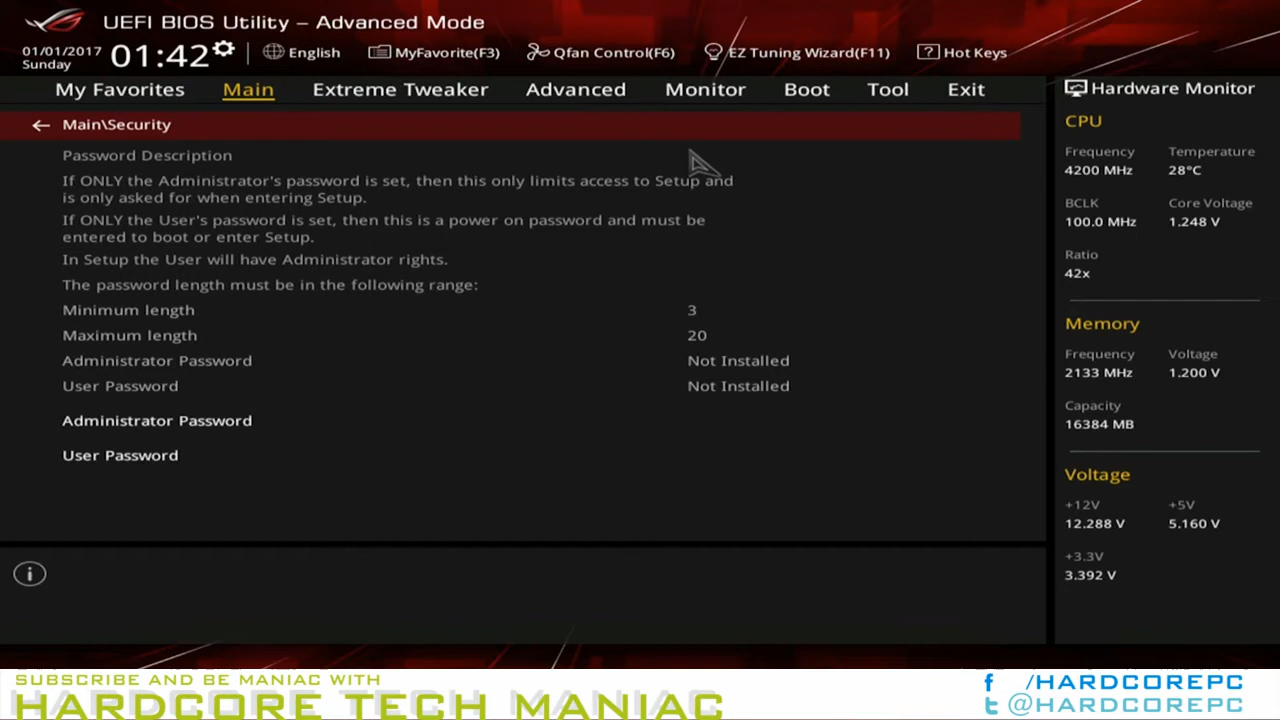 UEFI BIOS Utility – Advanced Mode
01/01/2017
Sunday
01:42
English
MyFavorite(F3)
Qfan Control(F6)
EZ Tuning Wizard(F11)
? Hot Keys
My Favorites
Main
Extreme Tweaker
Advanced
Monitor
Boot
Tool
Exit
Main\Security
Password Description
If ONLY the Administrator's password is set, then this only limits access to Setup and
is only asked for when entering Setup.
If ONLY the User's password is set, then this is a power on password and must be
entered to boot or enter Setup.
In Setup the User will have Administrator rights.
The password length must be in the following range:
Minimum length 3
Maximum length 20
Administrator Password Not Installed
User Password Not Installed
Administrator Password
User Password
i
Hardware Monitor
CPU
Frequency Temperature
4200 MHz 28°C
BCLK Core Voltage
100.0 MHz 1.248 V
Ratio
42x
Memory
Frequency Voltage
2133 MHz 1.200 V
Capacity
16384 MB
Voltage
+12V +5V
12.288 V 5.160 V
+3.3V
3.392 V
SUBSCRIBE AND BE MANIAC WITH
HARDCORE TECH MANIAC
f /HARDCOREPC
t @HARDCOREPC